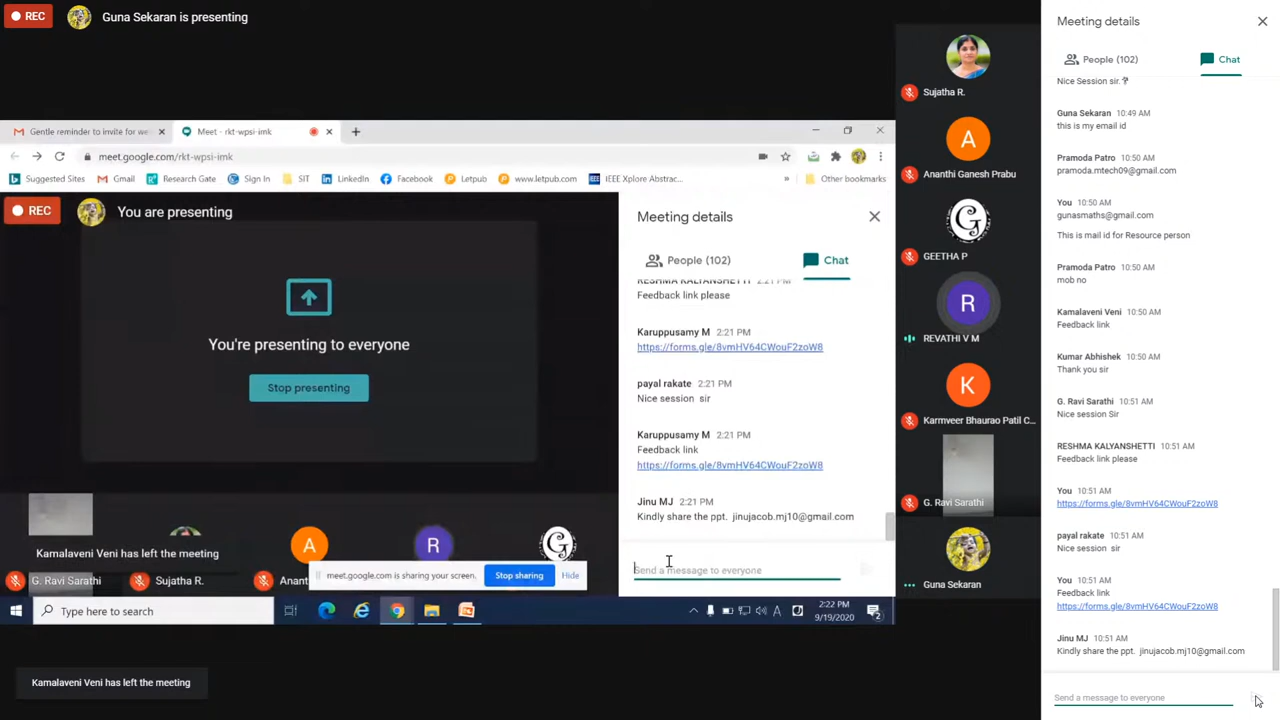 REC
Guna Sekaran is presenting
Gentle reminder to invite for we
Meet - rkt-wpsi-imk
meet.google.com/rkt-wpsi-imk
Suggested Sites
Gmail
Research Gate
Sign In
SIT
LinkedIn
Facebook
Letpub
www.letpub.com
IEEE Xplore Abstrac...
»
Other bookmarks
REC
You are presenting
You're presenting to everyone
Stop presenting
Kamalaveni Veni has left the meeting
G. Ravi Sarathi
Sujatha R.
A
Anant
R
G
meet.google.com is sharing your screen.
Stop sharing
Hide
Meeting details
People (102)
Chat
RESHMA KALYANSHETTI 2:21 PM
Feedback link please
Karuppusamy M 2:21 PM
https://forms.gle/8vmHV64CWouF2zoW8
payal rakate 2:21 PM
Nice session sir
Karuppusamy M 2:21 PM
Feedback link
https://forms.gle/8vmHV64CWouF2zoW8
Jinu MJ 2:21 PM
Kindly share the ppt. jinujacob.mj10@gmail.com
Send a message to everyone
Type here to search
2:22 PM
9/19/2020
2
Kamalaveni Veni has left the meeting
Sujatha R.
A
Ananthi Ganesh Prabu
G
GEETHA P
R
REVATHI V M
K
Karmveer Bhaurao Patil C...
G. Ravi Sarathi
Guna Sekaran
Meeting details
People (102)
Chat
Nice Session sir.?
Guna Sekaran 10:49 AM
this is my email id
Pramoda Patro 10:50 AM
pramoda.mtech09@gmail.com
You 10:50 AM
gunasmaths@gmail.com
This is mail id for Resource person
Pramoda Patro 10:50 AM
mob no
Kamalaveni Veni 10:50 AM
Feedback link
Kumar Abhishek 10:50 AM
Thank you sir
G. Ravi Sarathi 10:51 AM
Nice session Sir
RESHMA KALYANSHETTI 10:51 AM
Feedback link please
You 10:51 AM
https://forms.gle/8vmHV64CWouF2zoW8
payal rakate 10:51 AM
Nice session sir
You 10:51 AM
Feedback link
https://forms.gle/8vmHV64CWouF2zoW8
Jinu MJ 10:51 AM
Kindly share the ppt. jinujacob.mj10@gmail.com
Send a message to everyone